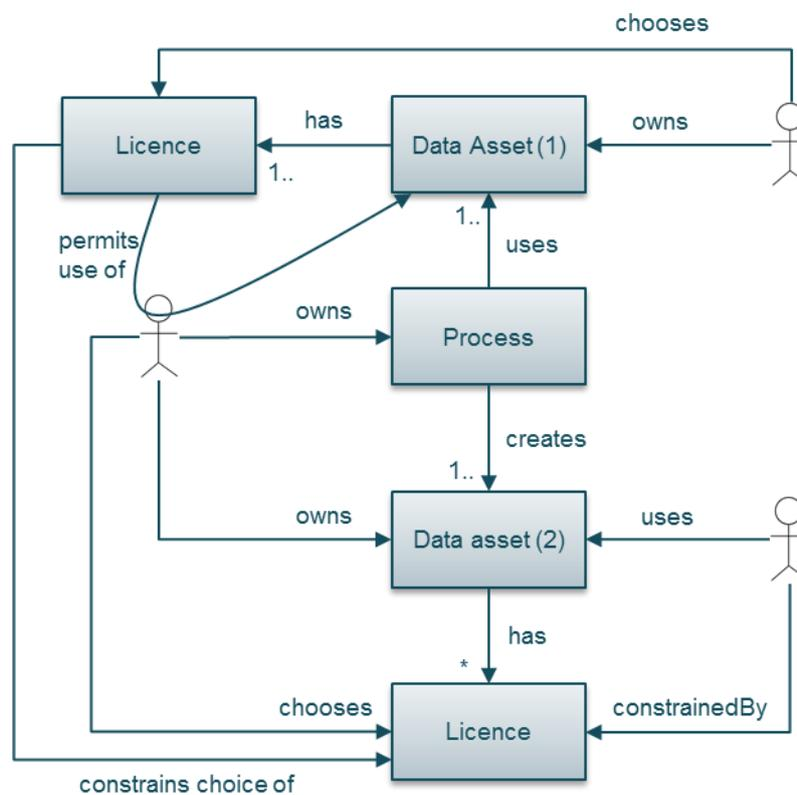 chooses
Licence
has
1..
Data Asset (1)
owns
permits
use of
1..
uses
owns
Process
creates
1..
owns
Data asset (2)
uses
has
*
chooses
Licence
constrainedBy
constrains choice of